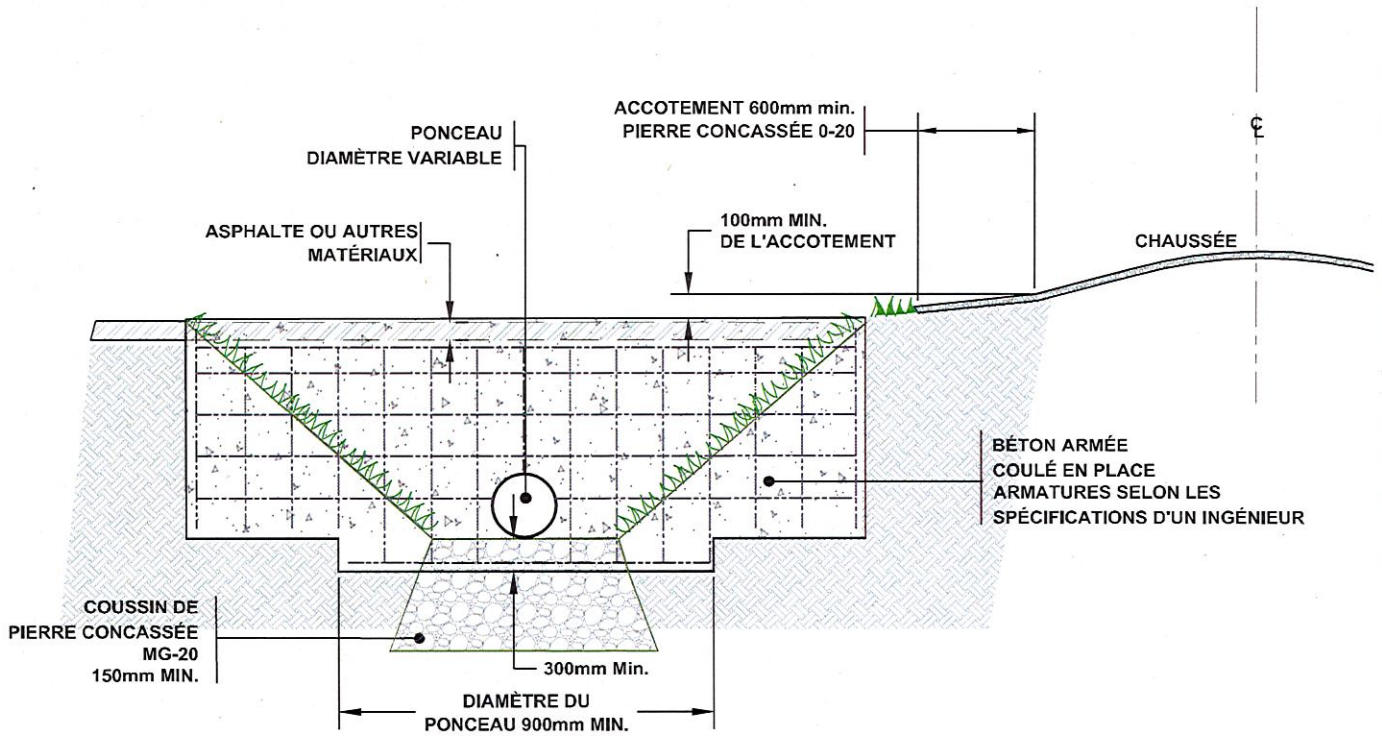 ACCOTEMENT 600mm min.
PIERRE CONCASSÉE 0-20
PONCEAU
DIAMÈTRE VARIABLE
℄
ASPHALTE OU AUTRES
MATÉRIAUX
100mm MIN.
DE L'ACCOTEMENT
CHAUSSÉE
BÉTON ARMÉE
COULÉ EN PLACE
ARMATURES SELON LES
SPÉCIFICATIONS D'UN INGÉNIEUR
COUSSIN DE
PIERRE CONCASSÉE
MG-20
150mm MIN.
300mm Min.
DIAMÈTRE DU
PONCEAU 900mm MIN.